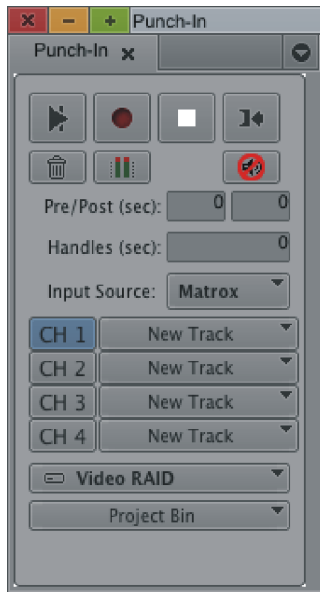 Punch-In
Punch-In
Pre/Post (sec): 0 0
Handles (sec): 0
Input Source: Matrox
CH 1 New Track
CH 2 New Track
CH 3 New Track
CH 4 New Track
Video RAID
Project Bin